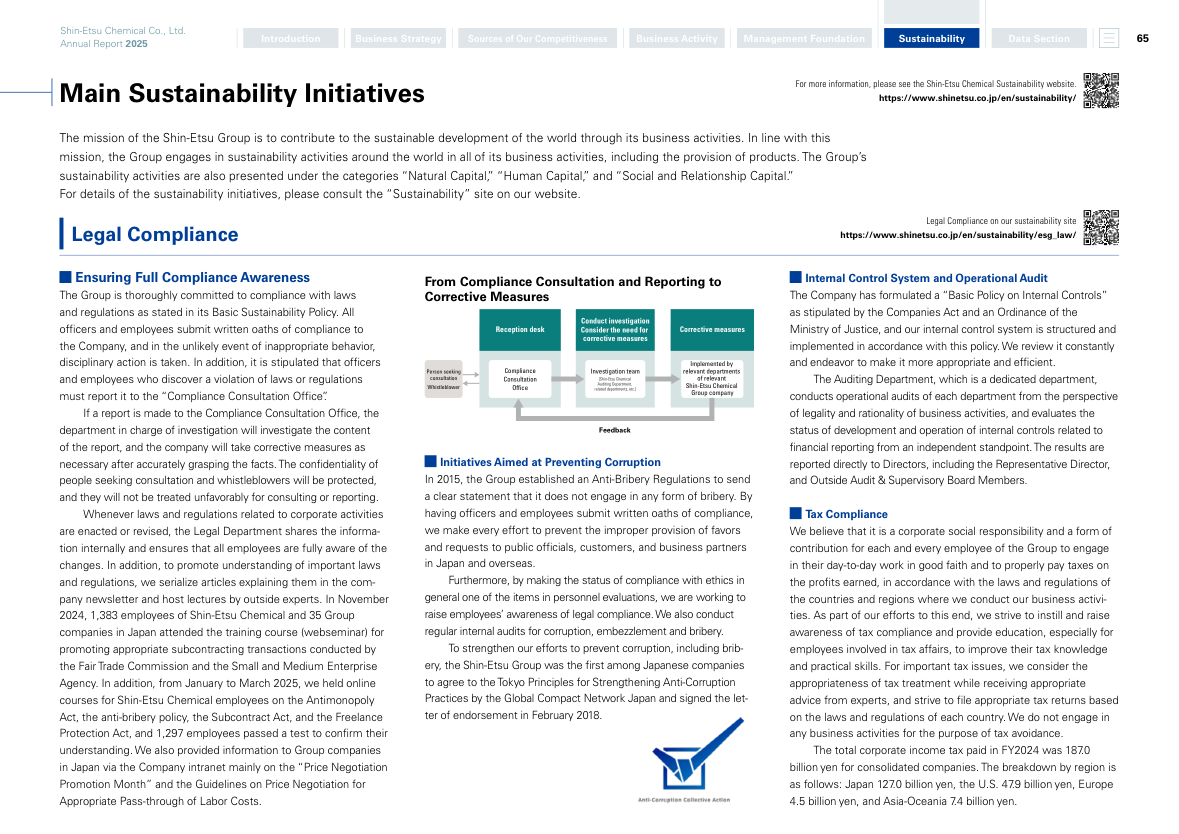 Shin-Etsu Chemical Co., Ltd.
Annual Report 2025
Introduction
Business Strategy
Sources of Our Competitiveness
Business Activity
Management Foundation
Sustainability
Data Section
65
Main Sustainability Initiatives
For more information, please see the Shin-Etsu Chemical Sustainability website.
https://www.shinetsu.co.jp/en/sustainability/
The mission of the Shin-Etsu Group is to contribute to the sustainable development of the world through its business activities. In line with this
mission, the Group engages in sustainability activities around the world in all of its business activities, including the provision of products. The Group's
sustainability activities are also presented under the categories "Natural Capital," "Human Capital," and "Social and Relationship Capital."
For details of the sustainability initiatives, please consult the "Sustainability" site on our website.
Legal Compliance
Legal Compliance on our sustainability site
https://www.shinetsu.co.jp/en/sustainability/esg_law/
Ensuring Full Compliance Awareness
The Group is thoroughly committed to compliance with laws
and regulations as stated in its Basic Sustainability Policy. All
officers and employees submit written oaths of compliance to
the Company, and in the unlikely event of inappropriate behavior,
disciplinary action is taken. In addition, it is stipulated that officers
and employees who discover a violation of laws or regulations
must report it to the "Compliance Consultation Office."
If a report is made to the Compliance Consultation Office, the
department in charge of investigation will investigate the content
of the report, and the company will take corrective measures as
necessary after accurately grasping the facts. The confidentiality of
people seeking consultation and whistleblowers will be protected,
and they will not be treated unfavorably for consulting or reporting.
Whenever laws and regulations related to corporate activities
are enacted or revised, the Legal Department shares the informa-
tion internally and ensures that all employees are fully aware of the
changes. In addition, to promote understanding of important laws
and regulations, we serialize articles explaining them in the com-
pany newsletter and host lectures by outside experts. In November
2024, 1,383 employees of Shin-Etsu Chemical and 35 Group
companies in Japan attended the training course (webseminar) for
promoting appropriate subcontracting transactions conducted by
the Fair Trade Commission and the Small and Medium Enterprise
Agency. In addition, from January to March 2025, we held online
courses for Shin-Etsu Chemical employees on the Antimonopoly
Act, the anti-bribery policy, the Subcontract Act, and the Freelance
Protection Act, and 1,297 employees passed a test to confirm their
understanding. We also provided information to Group companies
in Japan via the Company intranet mainly on the "Price Negotiation
Promotion Month" and the Guidelines on Price Negotiation for
Appropriate Pass-through of Labor Costs.
From Compliance Consultation and Reporting to
Corrective Measures
Reception desk
Conduct investigation
Consider the need for
corrective measures
Corrective measures
Person seeking
consultation
Whistleblower
Compliance
Consultation
Office
Investigation team
(Shin-Etsu Chemical
Auditing Department,
related departments, etc.)
Implemented by
relevant departments
of relevant
Shin-Etsu Chemical
Group company
Feedback
Initiatives Aimed at Preventing Corruption
In 2015, the Group established an Anti-Bribery Regulations to send
a clear statement that it does not engage in any form of bribery. By
having officers and employees submit written oaths of compliance,
we make every effort to prevent the improper provision of favors
and requests to public officials, customers, and business partners
in Japan and overseas.
Furthermore, by making the status of compliance with ethics in
general one of the items in personnel evaluations, we are working to
raise employees' awareness of legal compliance. We also conduct
regular internal audits for corruption, embezzlement and bribery.
To strengthen our efforts to prevent corruption, including brib-
ery, the Shin-Etsu Group was the first among Japanese companies
to agree to the Tokyo Principles for Strengthening Anti-Corruption
Practices by the Global Compact Network Japan and signed the let-
ter of endorsement in February 2018.
Anti-Corruption Collective Action
Internal Control System and Operational Audit
The Company has formulated a "Basic Policy on Internal Controls"
as stipulated by the Companies Act and an Ordinance of the
Ministry of Justice, and our internal control system is structured and
implemented in accordance with this policy. We review it constantly
and endeavor to make it more appropriate and efficient.
The Auditing Department, which is a dedicated department,
conducts operational audits of each department from the perspective
of legality and rationality of business activities, and evaluates the
status of development and operation of internal controls related to
financial reporting from an independent standpoint. The results are
reported directly to Directors, including the Representative Director,
and Outside Audit & Supervisory Board Members.
Tax Compliance
We believe that it is a corporate social responsibility and a form of
contribution for each and every employee of the Group to engage
in their day-to-day work in good faith and to properly pay taxes on
the profits earned, in accordance with the laws and regulations of
the countries and regions where we conduct our business activi-
ties. As part of our efforts to this end, we strive to instill and raise
awareness of tax compliance and provide education, especially for
employees involved in tax affairs, to improve their tax knowledge
and practical skills. For important tax issues, we consider the
appropriateness of tax treatment while receiving appropriate
advice from experts, and strive to file appropriate tax returns based
on the laws and regulations of each country. We do not engage in
any business activities for the purpose of tax avoidance.
The total corporate income tax paid in FY2024 was 187.0
billion yen for consolidated companies. The breakdown by region is
as follows: Japan 127.0 billion yen, the U.S. 47.9 billion yen, Europe
4.5 billion yen, and Asia-Oceania 7.4 billion yen.